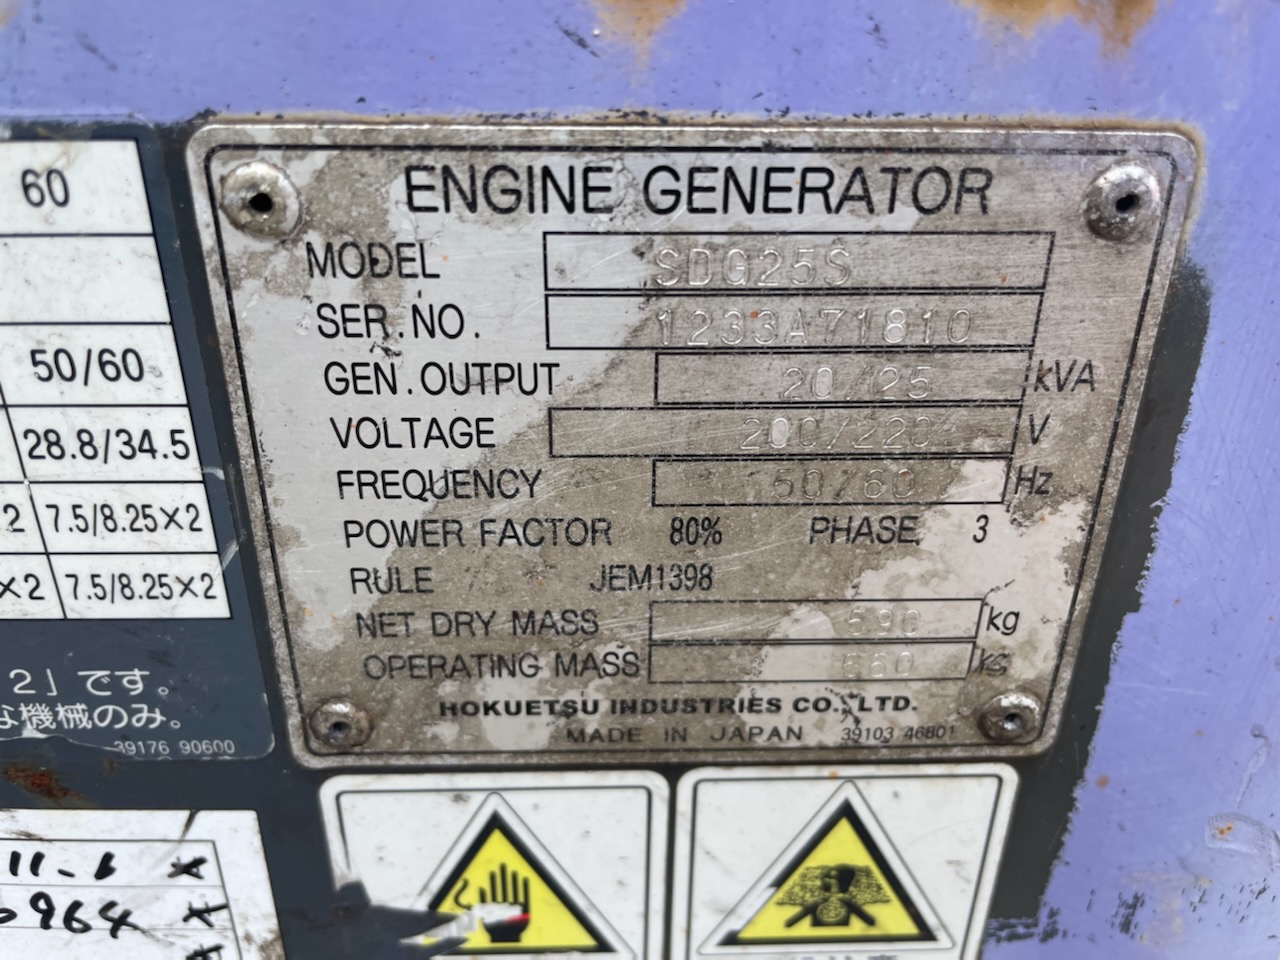 60
50/60
28.8/34.5
2 7.5/8.25×2
×2 7.5/8.25×2
2」です。
な機械のみ。
39176 90600
11-1
964
ENGINE GENERATOR
MODEL SDG25S
SER.NO. 1233A71810
GEN.OUTPUT 20/25 kVA
VOLTAGE 200/220 V
FREQUENCY 50/60 Hz
POWER FACTOR 80% PHASE 3
RULE JEM1398
NET DRY MASS 590 kg
OPERATING MASS kg
HOKUETSU INDUSTRIES CO.,LTD.
MADE IN JAPAN 39103 46801